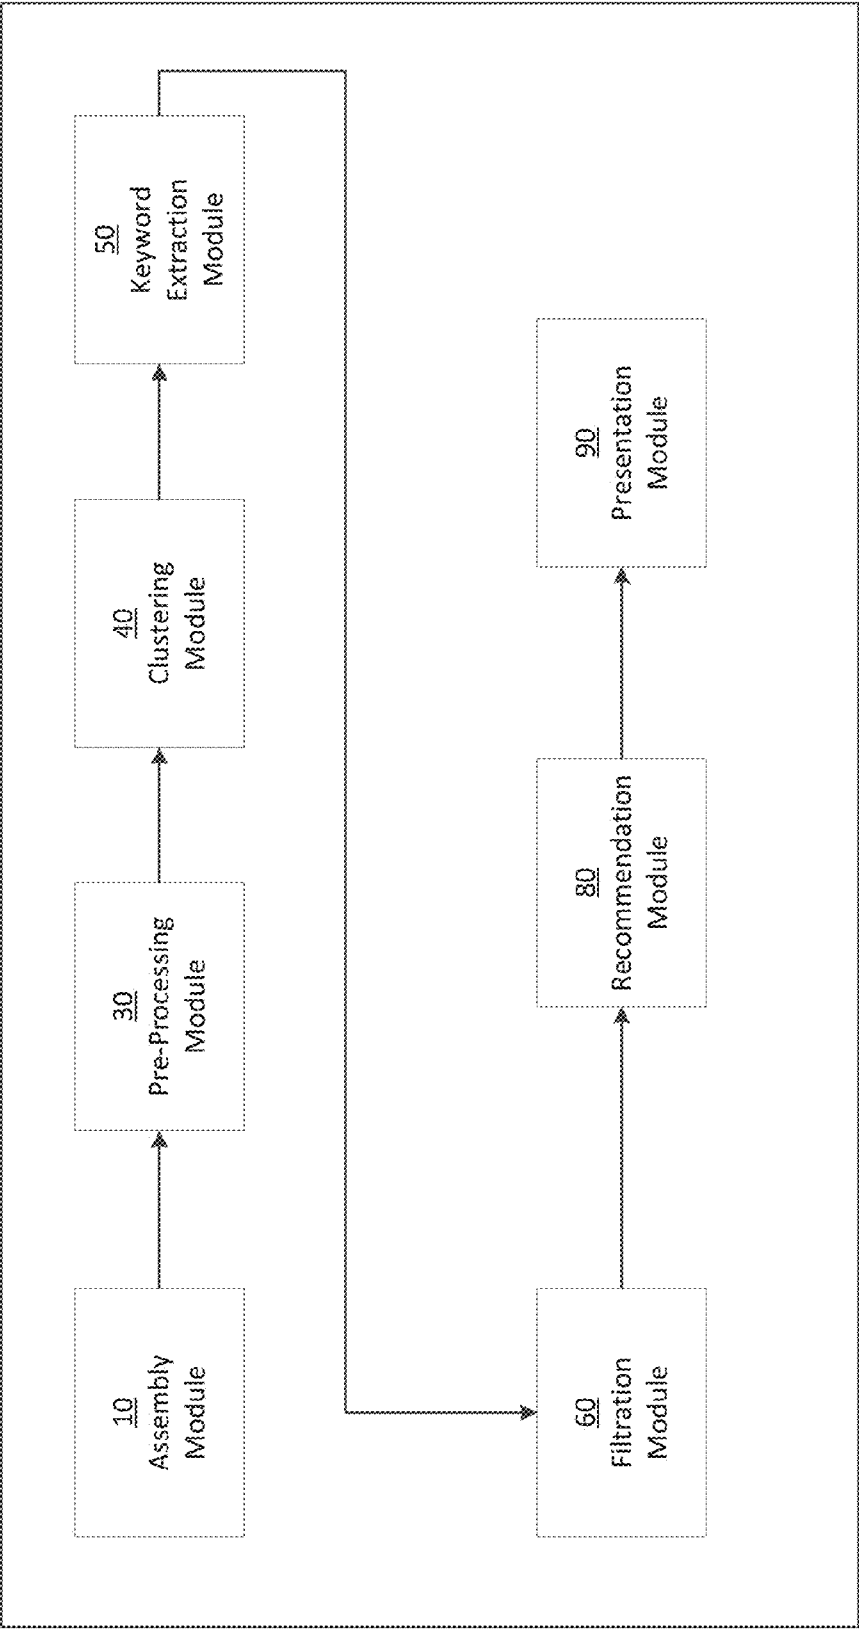 10
Assembly
Module
30
Pre-Processing
Module
40
Clustering
Module
50
Keyword
Extraction
Module
60
Filtration
Module
80
Recommendation
Module
90
Presentation
Module